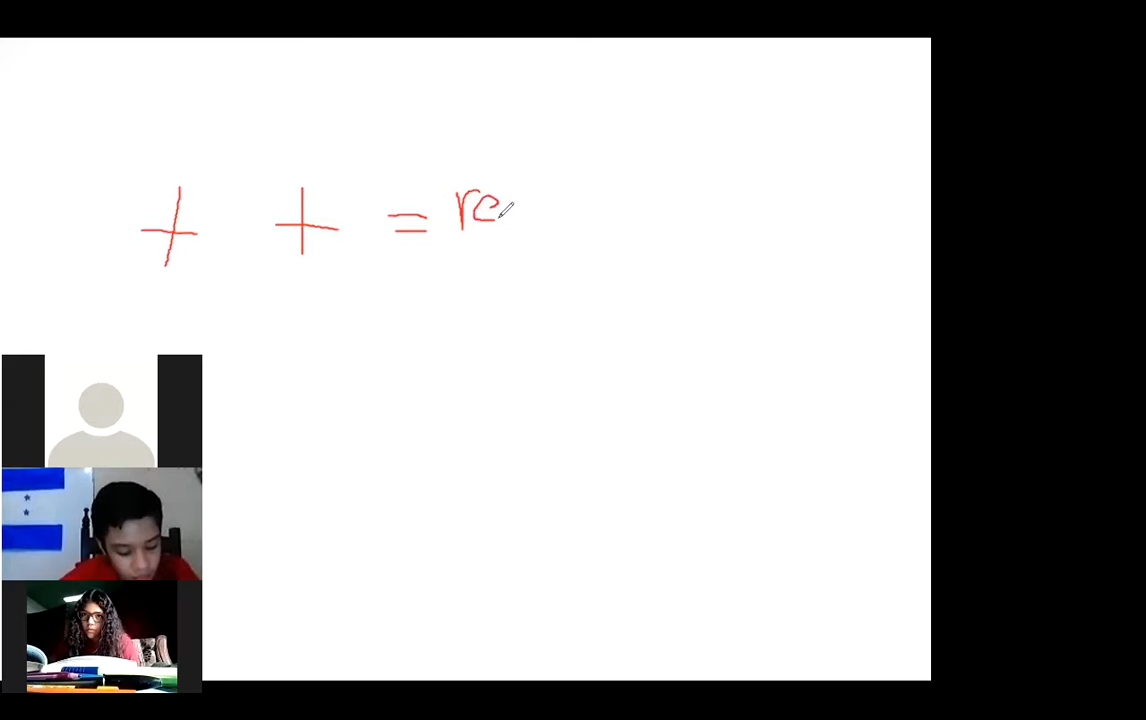 + + = re